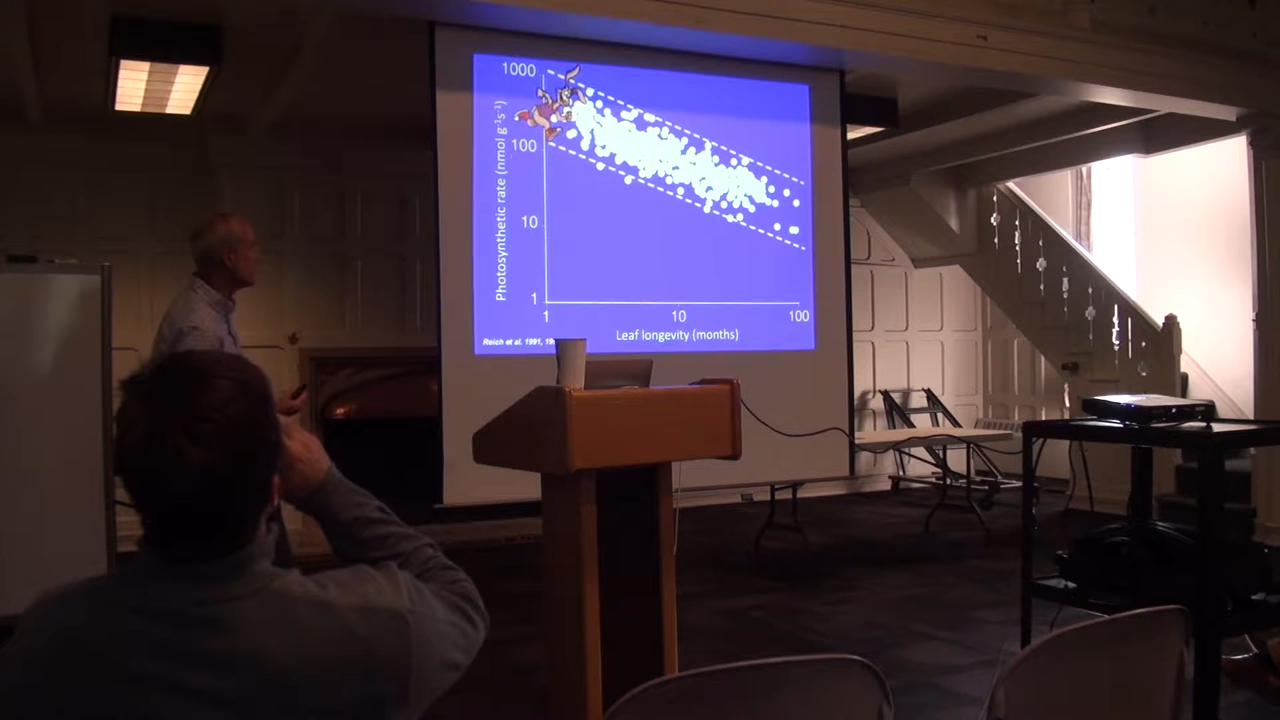 1000
100
10
1
1
10
100
Photosynthetic rate (nmol g⁻¹s⁻¹)
Leaf longevity (months)
Reich et al. 1991,